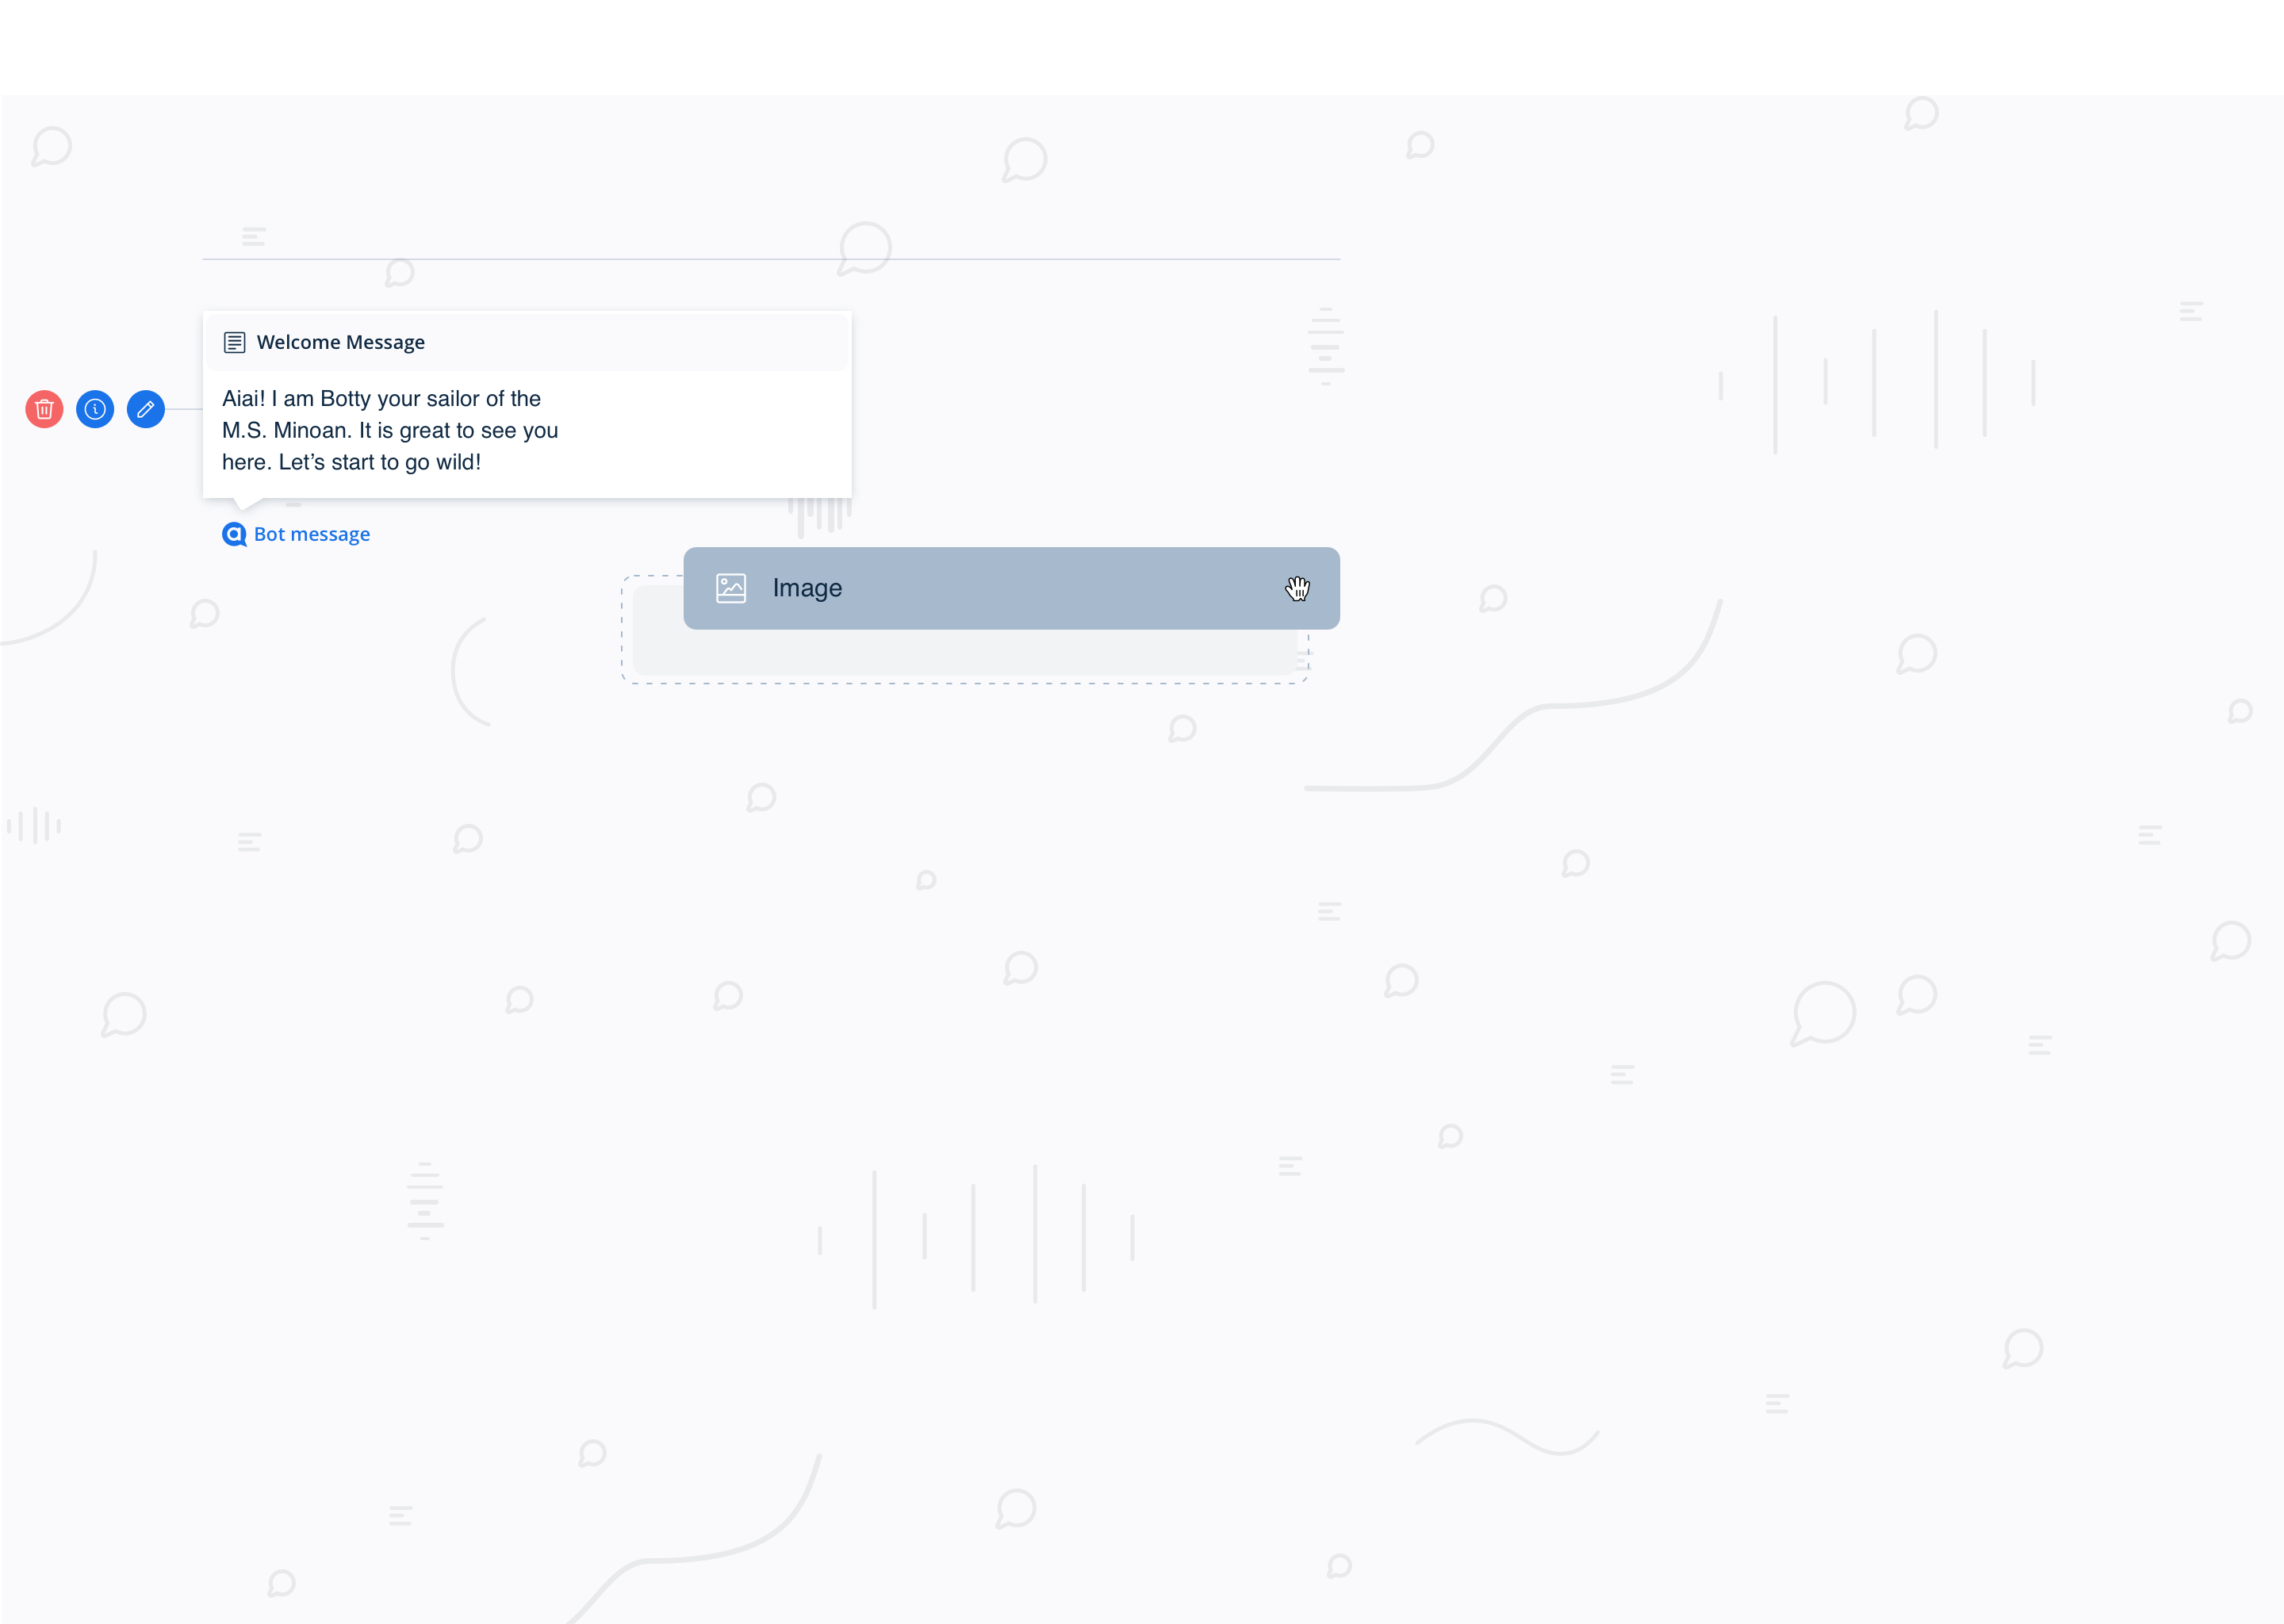 Welcome Message
Aiai! I am Botty your sailor of the
M.S. Minoan. It is great to see you
here. Let’s start to go wild!
Bot message
Image